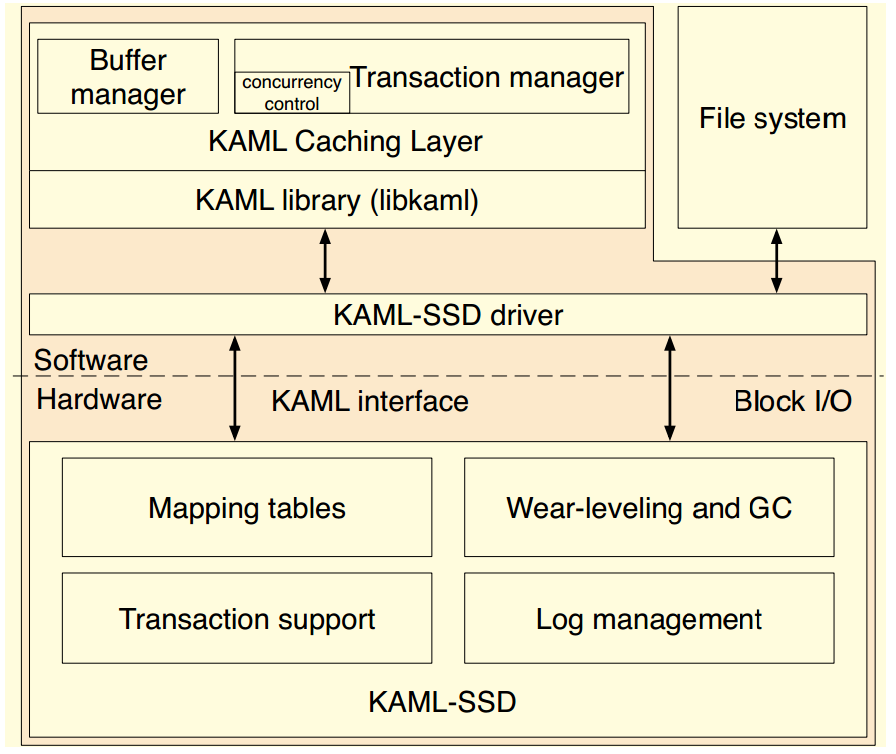 Buffer
manager
concurrency
control
Transaction manager
KAML Caching Layer
KAML library (libkaml)
File system
KAML-SSD driver
Software
Hardware
KAML interface
Block I/O
Mapping tables
Wear-leveling and GC
Transaction support
Log management
KAML-SSD